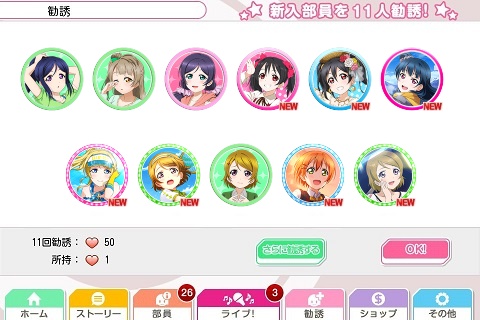 勧誘
新入部員を11人勧誘!
NEW
NEW
NEW
NEW
NEW
NEW
NEW
11回勧誘: 50
所持: 1
さらに勧誘する
OK!
26
3
ホーム
ストーリー
部員
ライブ!
勧誘
ショップ
その他